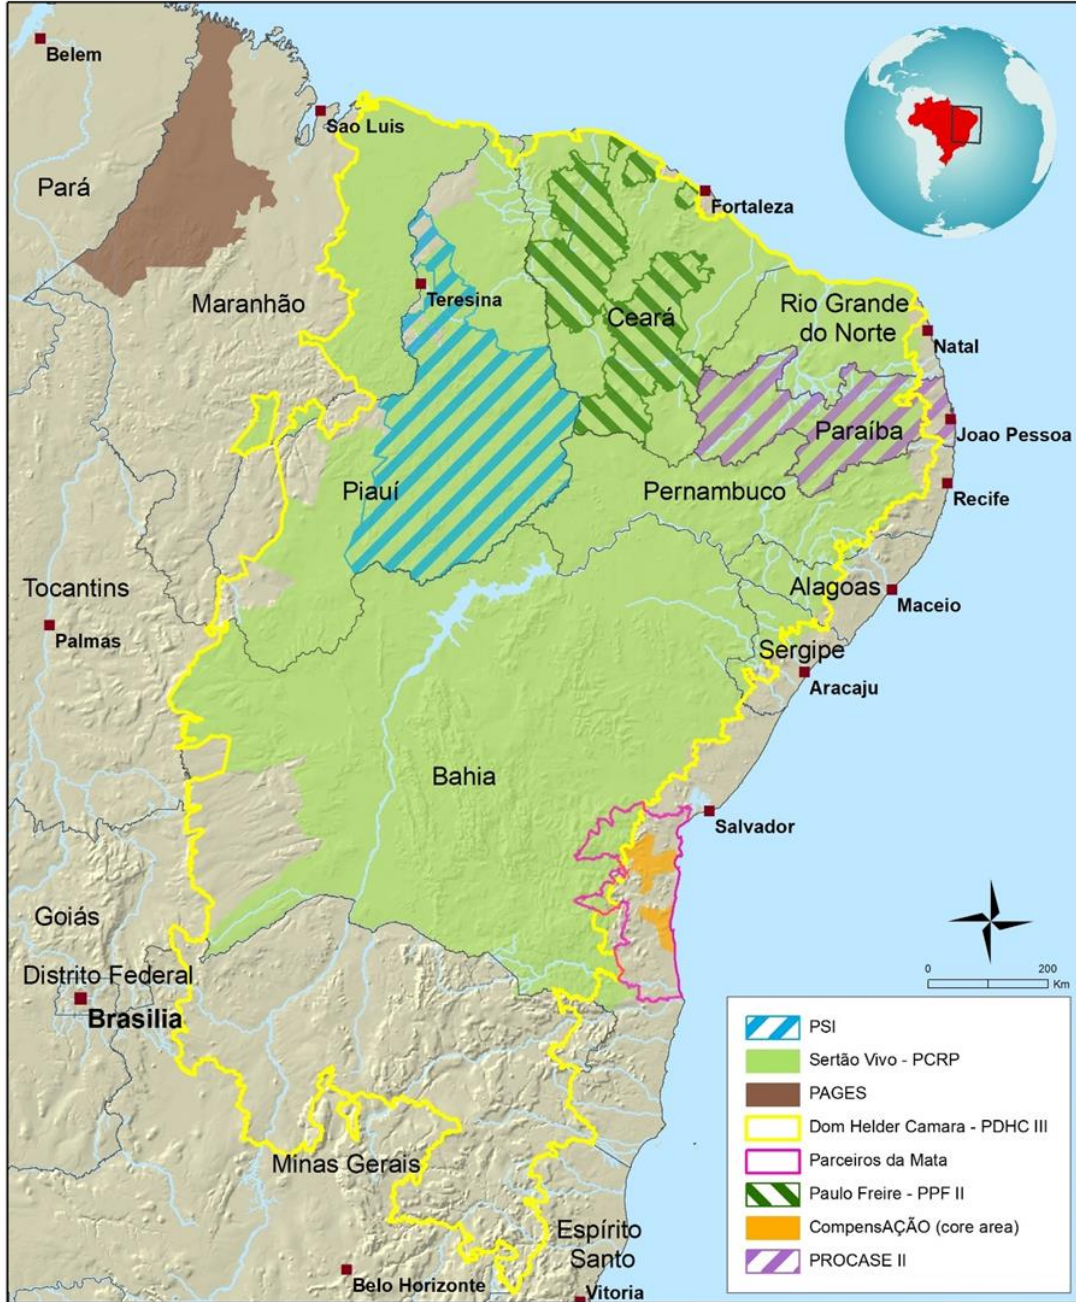 Belem
Sao Luis
Pará
Fortaleza
Maranhão
Teresina
Ceará
Rio Grande
do Norte
Natal
Paraíba
Joao Pessoa
Piauí
Pernambuco
Recife
Tocantins
Alagoas
Maceio
Palmas
Sergipe
Aracaju
Bahia
Salvador
Goiás
Distrito Federal
Brasilia
0 200
Km
PSI
Sertão Vivo - PCRP
PAGES
Dom Helder Camara - PDHC III
Parceiros da Mata
Paulo Freire - PPF II
CompensAÇÃO (core area)
PROCASE II
Minas Gerais
Espírito
Santo
Belo Horizonte
Vitoria